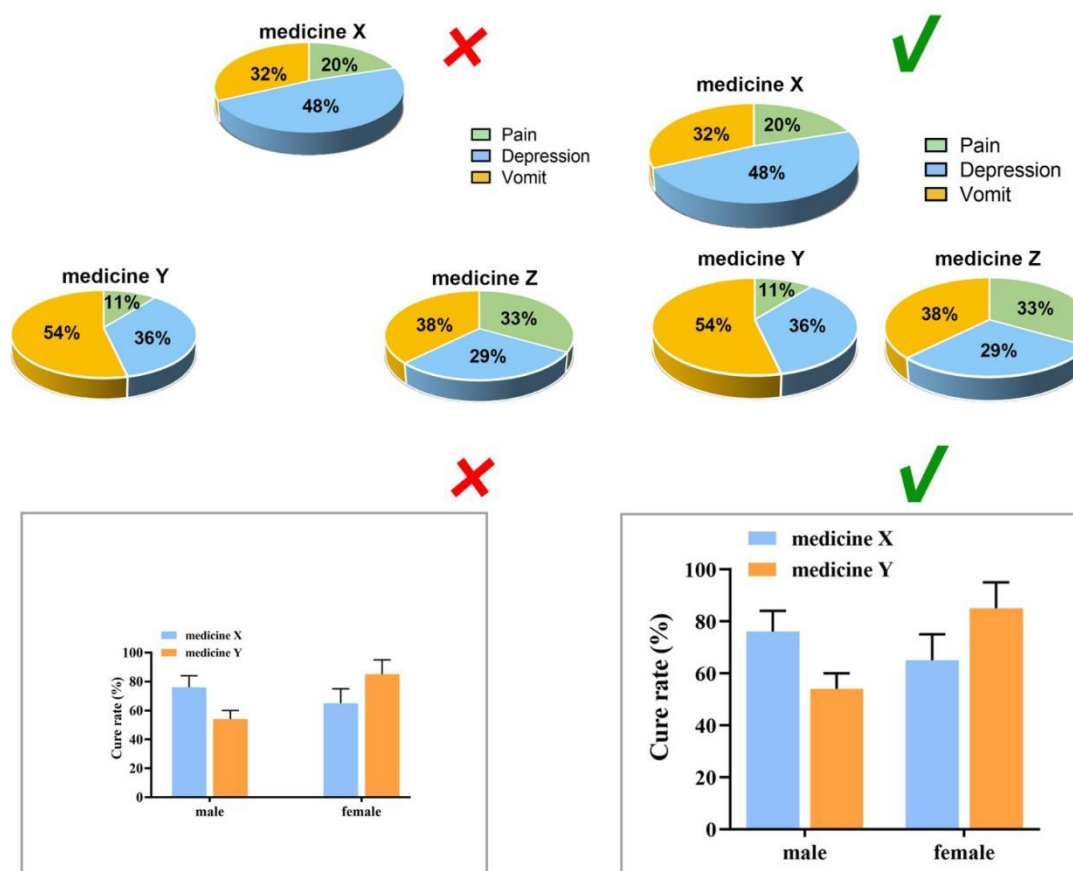 medicine X
20%
32%
48%
Pain
Depression
Vomit
medicine Y
11%
54%
36%
medicine Z
38%
33%
29%
medicine X
32%
20%
48%
Pain
Depression
Vomit
medicine Y
11%
54%
36%
medicine Z
38%
33%
29%
medicine X
medicine Y
Cure rate (%)
100
80
60
40
20
0
male
female
medicine X
medicine Y
Cure rate (%)
100
80
60
40
20
0
male
female